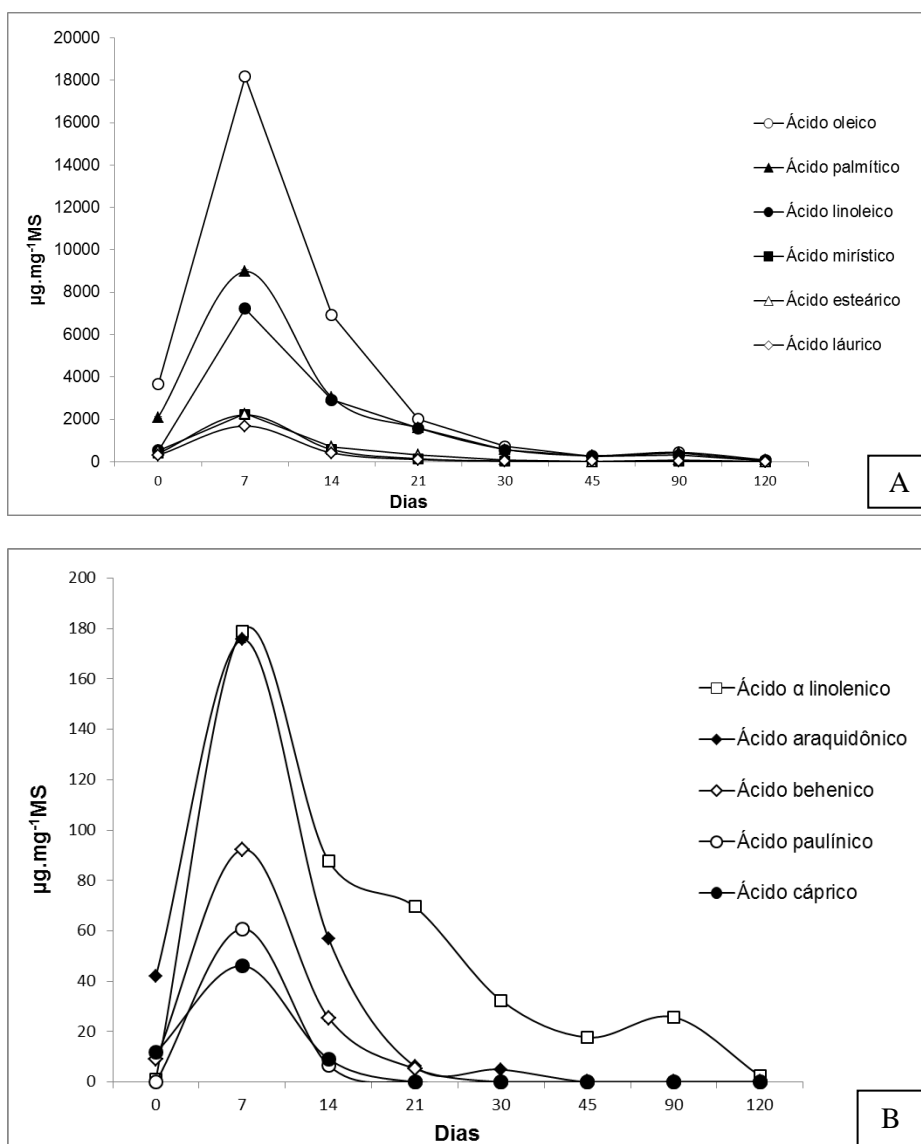 20000
18000
16000
14000
12000
10000
8000
6000
4000
2000
0
µg.mg⁻¹MS
0 7 14 21 30 45 90 120
Dias
Ácido oleico
Ácido palmítico
Ácido linoleico
Ácido mirístico
Ácido esteárico
Ácido láurico
A
200
180
160
140
120
100
80
60
40
20
0
µg.mg⁻¹MS
0 7 14 21 30 45 90 120
Dias
Ácido α linolenico
Ácido araquidônico
Ácido behenico
Ácido paulínico
Ácido cáprico
B